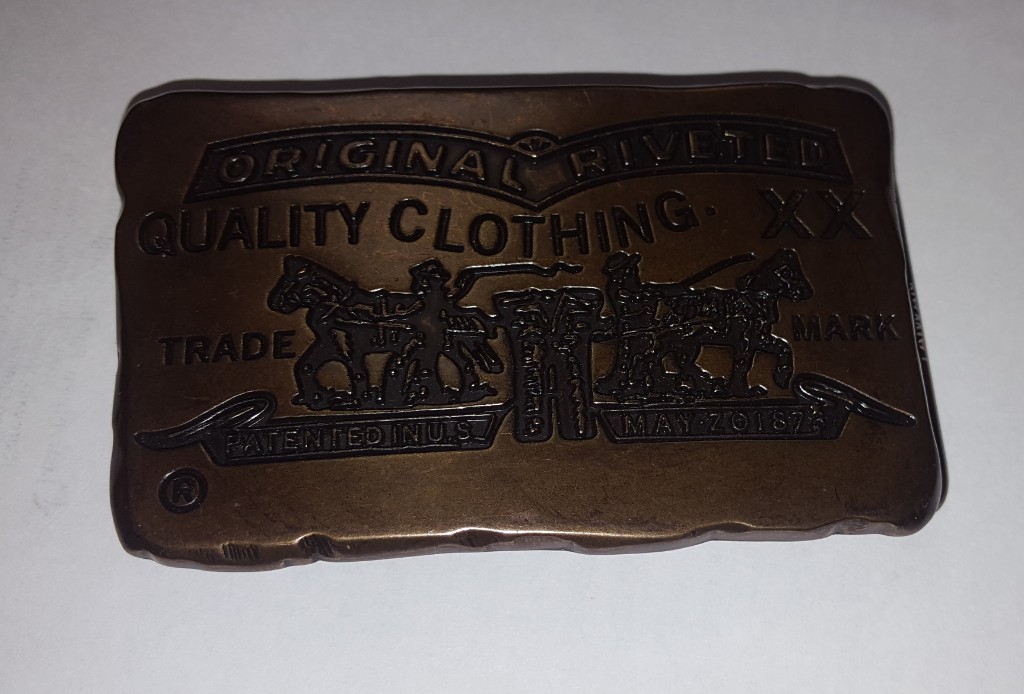 ORIGINAL RIVETED
QUALITY CLOTHING. XX
TRADE MARK
PATENTED IN U.S. MAY 20 1873
®